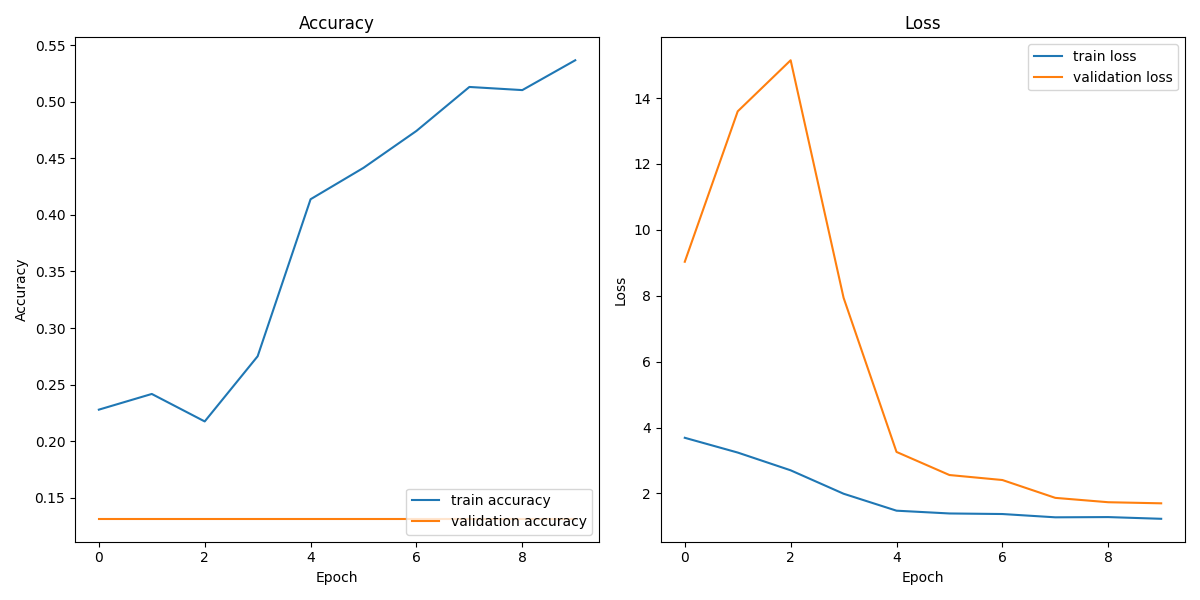 Accuracy
0.55
0.50
0.45
0.40
0.35
0.30
0.25
0.20
0.15
Accuracy
train accuracy
validation accuracy
0 2 4 6 8
Epoch
Loss
train loss
validation loss
14
12
10
8
6
4
2
Loss
0 2 4 6 8
Epoch